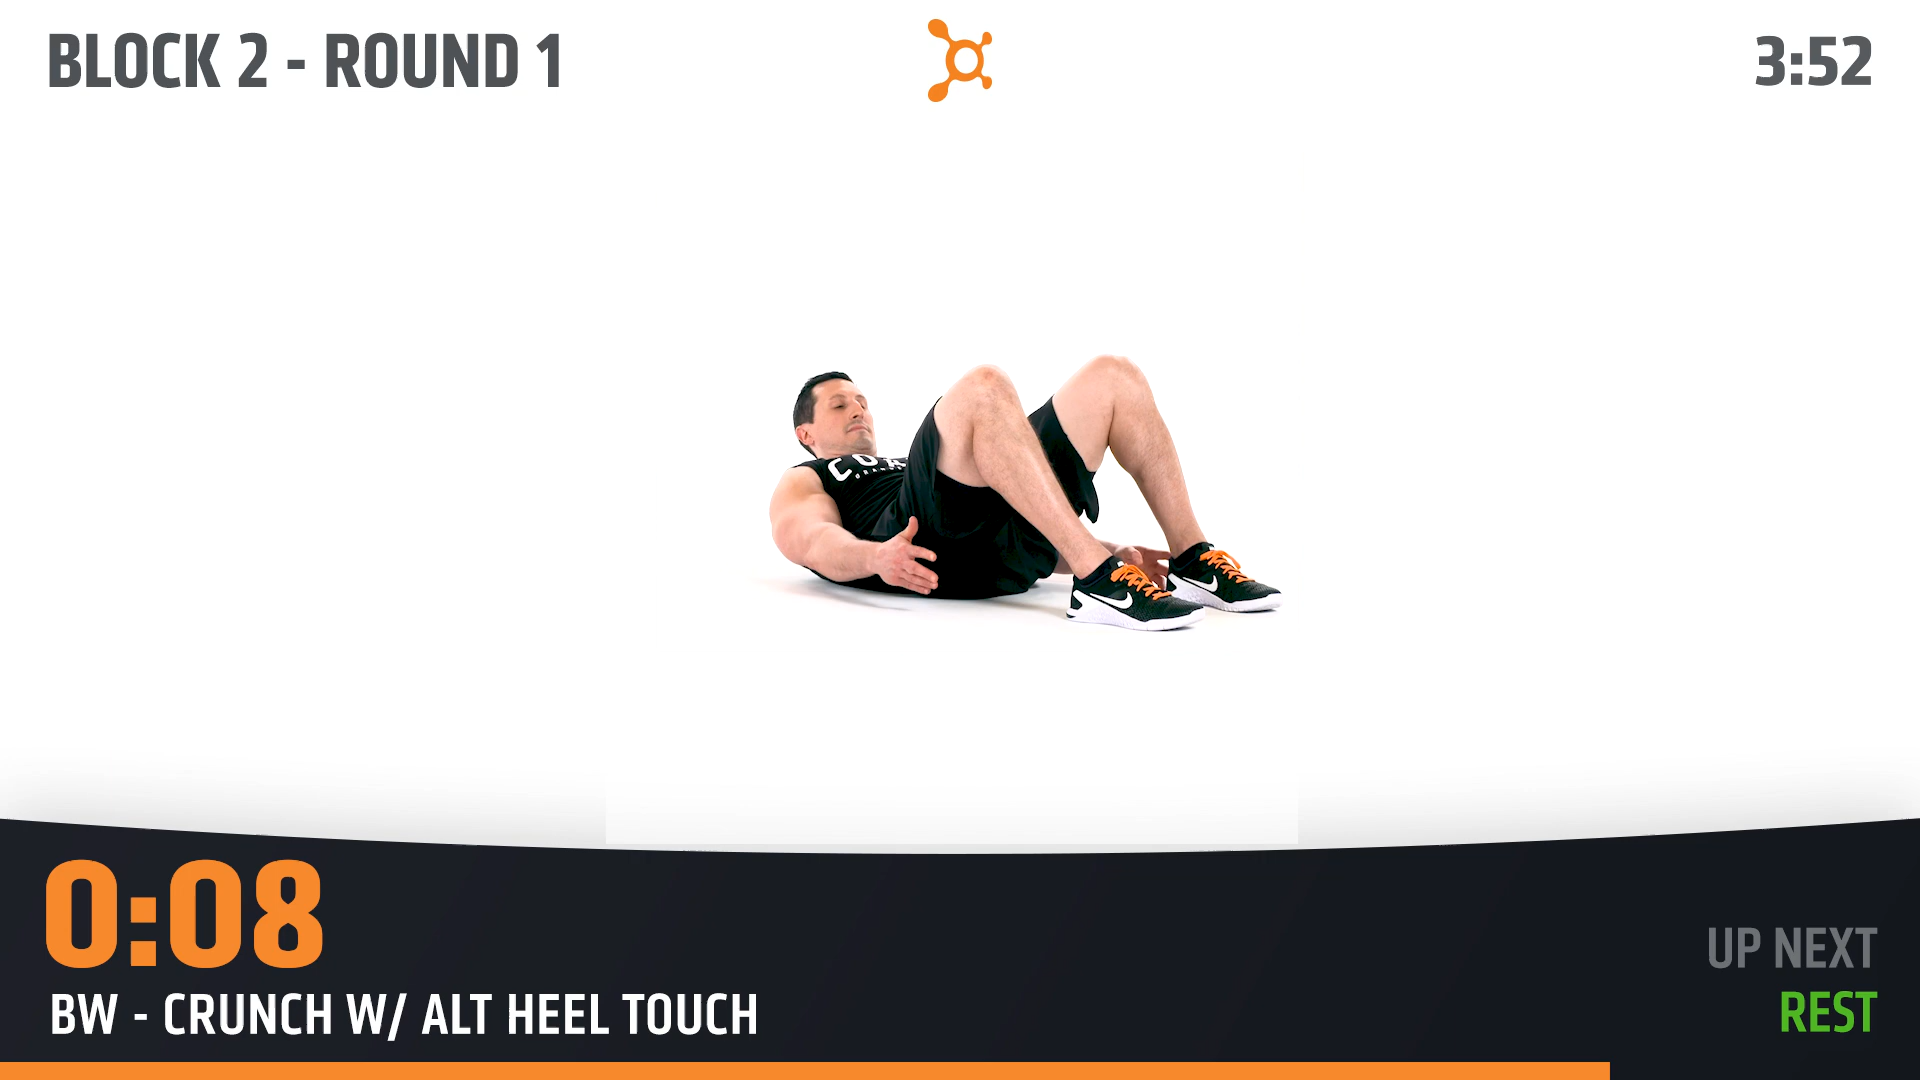 BLOCK 2 - ROUND 1
3:52
0:08
BW - CRUNCH W/ ALT HEEL TOUCH
UP NEXT
REST